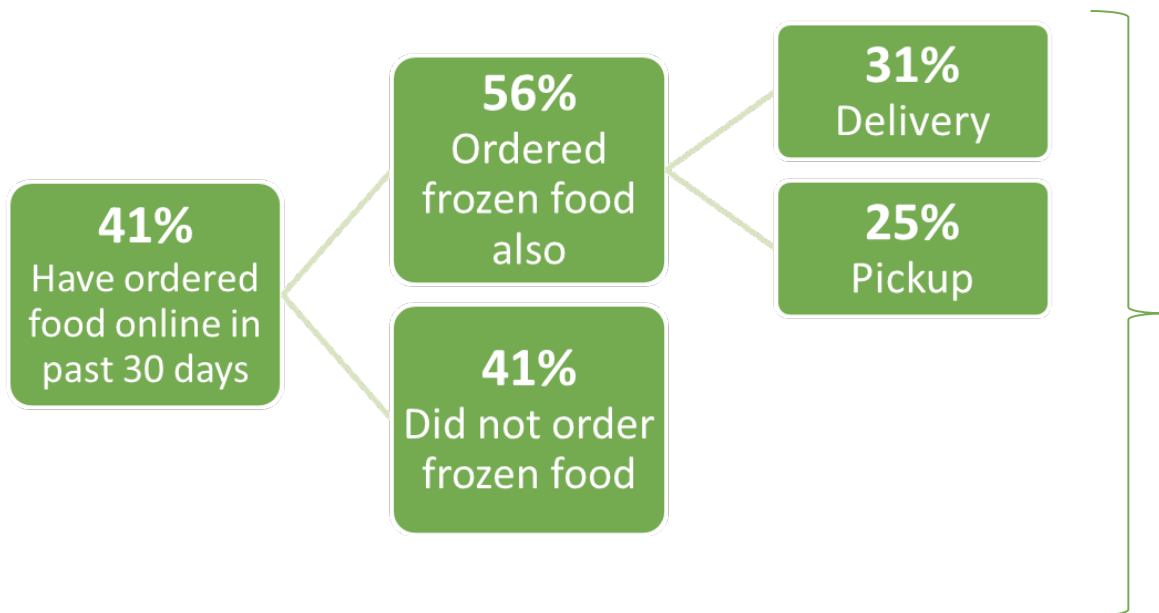 41%
Have ordered
food online in
past 30 days
56%
Ordered
frozen food
also
41%
Did not order
frozen food
31%
Delivery
25%
Pickup